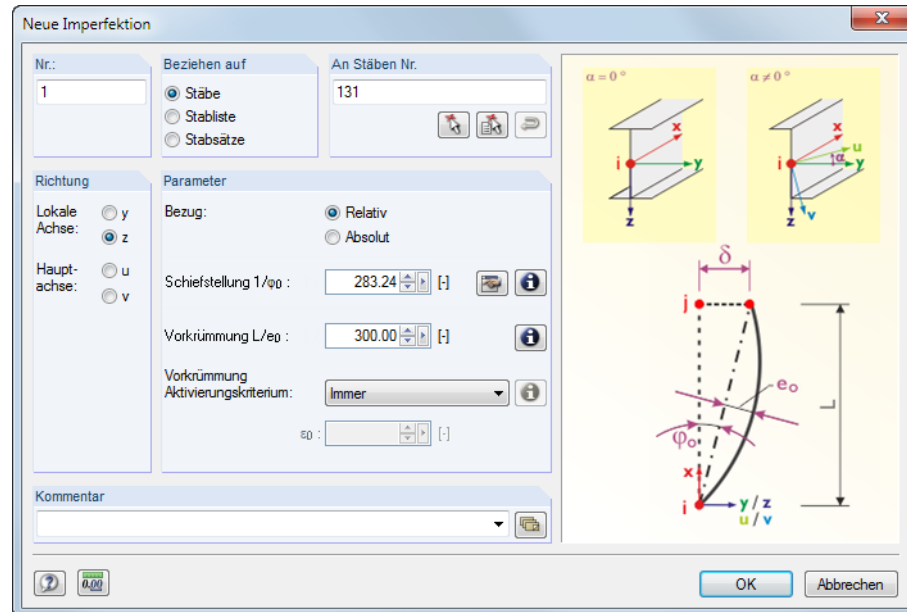 Neue Imperfektion
Nr.:
1
Beziehen auf
Stäbe
Stabliste
Stabsätze
An Stäben Nr.
131
Richtung
Lokale
Achse:
y
z
Haupt-
achse:
u
v
Parameter
Bezug:
Relativ
Absolut
Schiefstellung 1/φ0 :
283.24
[-]
Vorkrümmung L/e0 :
300.00
[-]
Vorkrümmung
Aktivierungskriterium:
Immer
ε0 :
[-]
Kommentar
α = 0 °
x
i
y
z
α ≠ 0 °
x
u
α
i
y
z
v
δ
j
e₀
L
φ₀
x
i
y / z
u / v
0.00
OK
Abbrechen